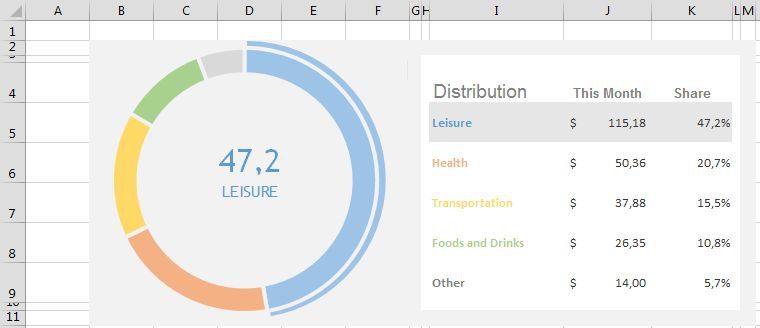 A B C D E F G H I J K L M
1
2
3
4
5
6
7
8
9
10
11
47,2
LEISURE
Distribution This Month Share
Leisure $ 115,18 47,2%
Health $ 50,36 20,7%
Transportation $ 37,88 15,5%
Foods and Drinks $ 26,35 10,8%
Other $ 14,00 5,7%